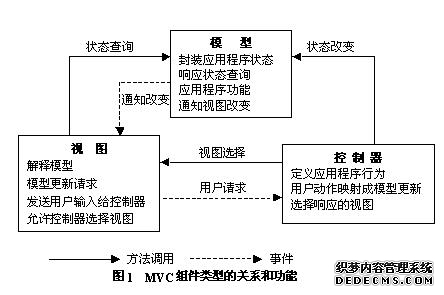 模 型
封装应用程序状态
响应状态查询
应用程序功能
通知视图改变
状态查询
状态改变
通知改变
视 图
解释模型
模型更新请求
发送用户输入给控制器
允许控制器选择视图
视图选择
用户请求
控 制 器
定义应用程序行为
用户动作映射成模型更新
选择响应的视图
方法调用
事件
图1 MVC组件类型的关系和功能
织梦内容管理系统
DEDECMS.COM